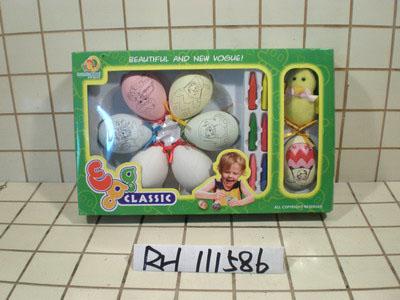 BEAUTIFUL AND NEW VOGUE!
Egg
CLASSIC
ALL COPYRIGHT RESERVED
RH 111586